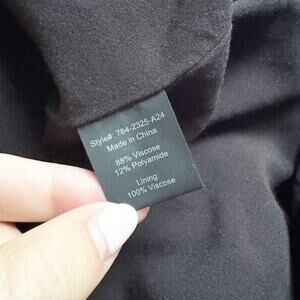 Style#: 784-2325-A24
Made in China
88% Viscose
12% Polyamide
Lining:
100% Viscose